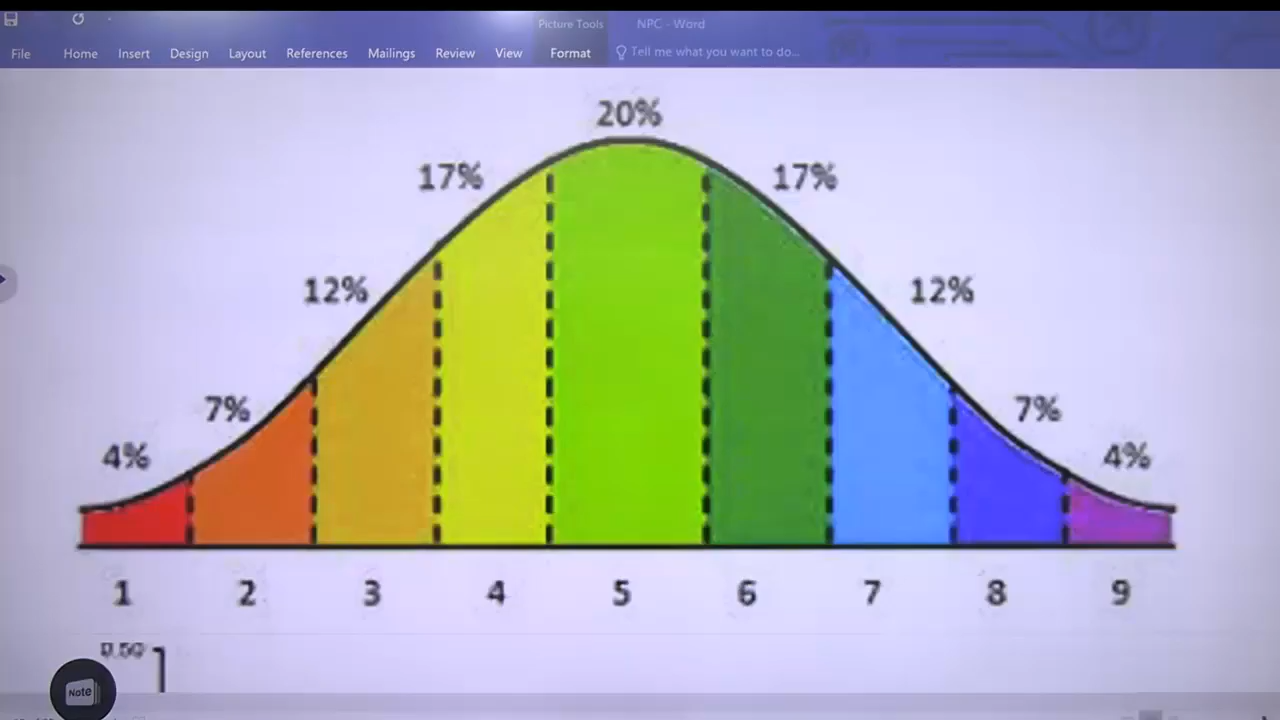 Picture Tools
NPC - Word
File Home Insert Design Layout References Mailings Review View Format Tell me what you want to do...
20%
17% 17%
12% 12%
7% 7%
4% 4%
1 2 3 4 5 6 7 8 9
0.50
Note